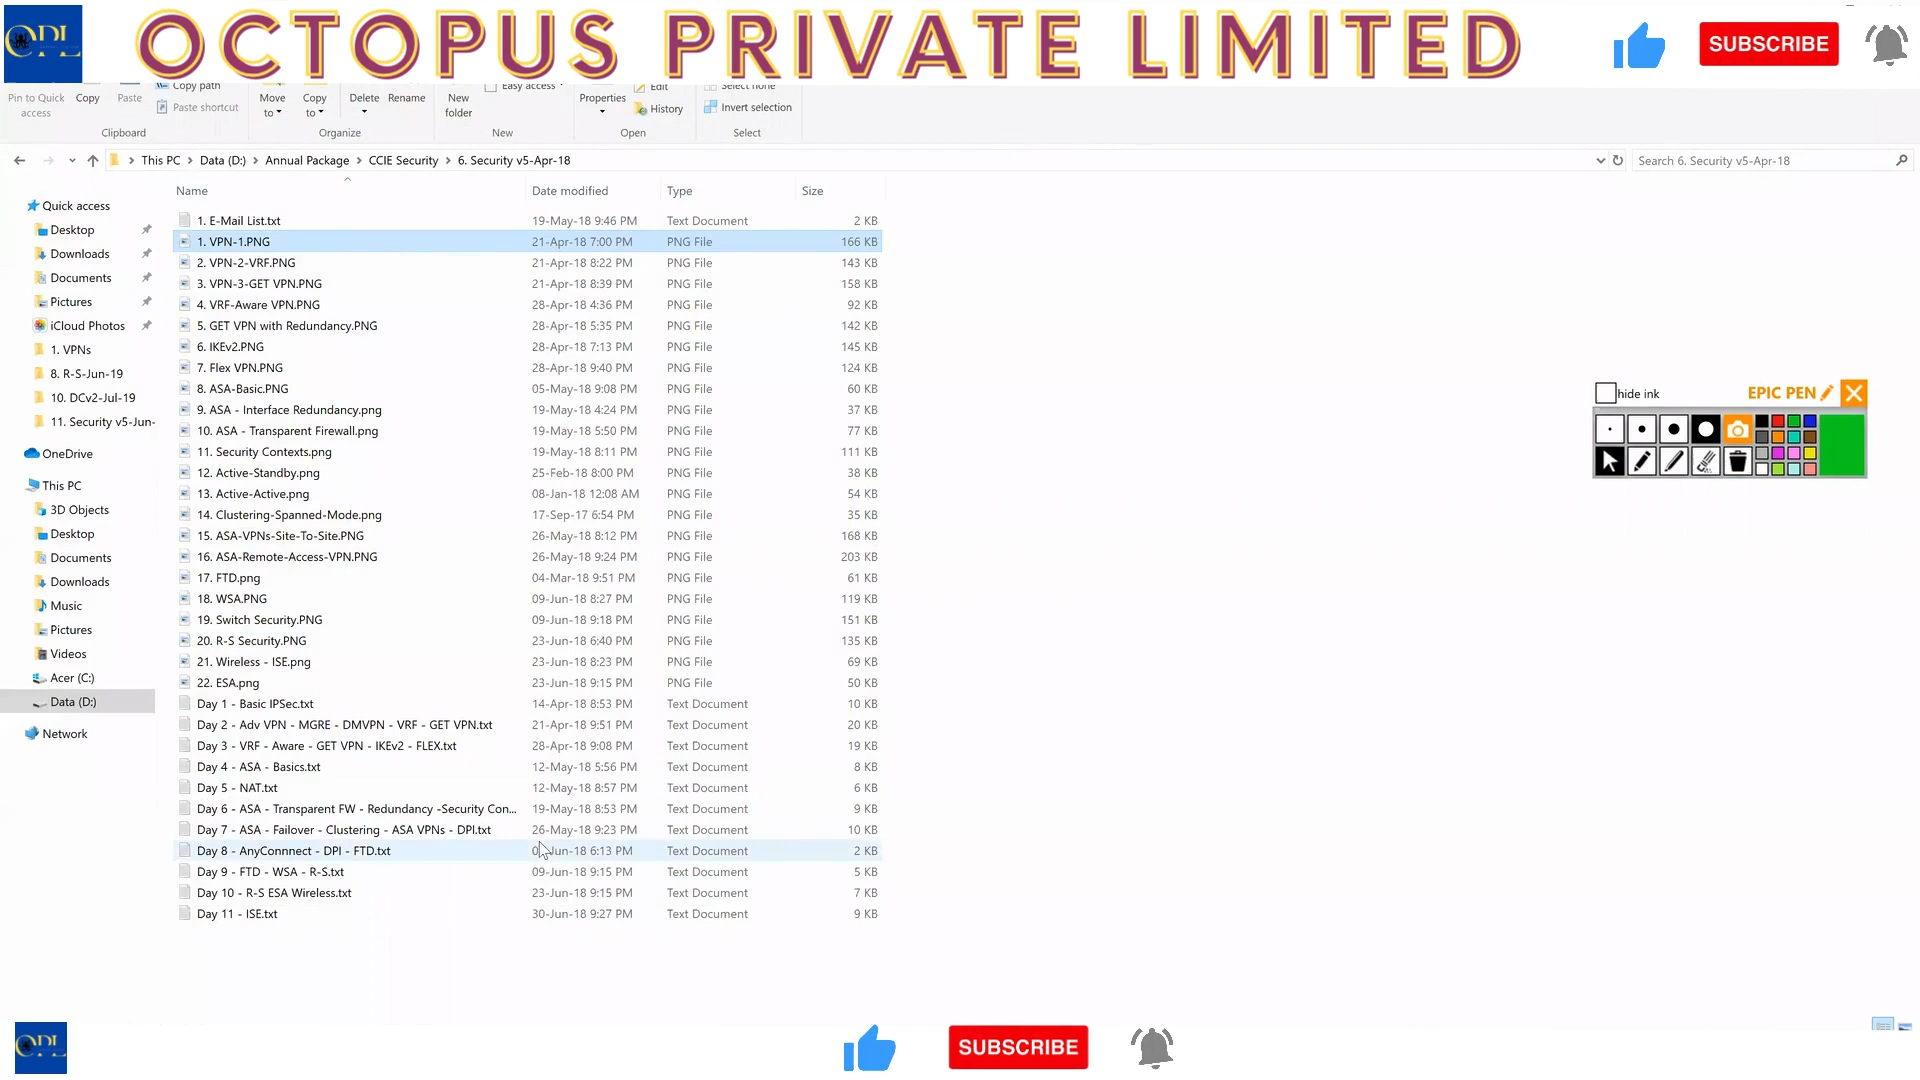 OPL OCTOPUS PRIVATE LIMITED SUBSCRIBE
Pin to Quick access
Copy
Paste
Copy path
Paste shortcut
Clipboard
Move to
Copy to
Delete
Rename
Organize
New folder
Easy access
New
Properties
Edit
History
Open
Select none
Invert selection
Select
This PC > Data (D:) > Annual Package > CCIE Security > 6. Security v5-Apr-18
Search 6. Security v5-Apr-18
Name Date modified Type Size
Quick access
Desktop
Downloads
Documents
Pictures
iCloud Photos
1. VPNs
8. R-S-Jun-19
10. DCv2-Jul-19
11. Security v5-Jun-
OneDrive
This PC
3D Objects
Desktop
Documents
Downloads
Music
Pictures
Videos
Acer (C:)
Data (D:)
Network
1. E-Mail List.txt 19-May-18 9:46 PM Text Document 2 KB
1. VPN-1.PNG 21-Apr-18 7:00 PM PNG File 166 KB
2. VPN-2-VRF.PNG 21-Apr-18 8:22 PM PNG File 143 KB
3. VPN-3-GET VPN.PNG 21-Apr-18 8:39 PM PNG File 158 KB
4. VRF-Aware VPN.PNG 28-Apr-18 4:36 PM PNG File 92 KB
5. GET VPN with Redundancy.PNG 28-Apr-18 5:35 PM PNG File 142 KB
6. IKEv2.PNG 28-Apr-18 7:13 PM PNG File 145 KB
7. Flex VPN.PNG 28-Apr-18 9:40 PM PNG File 124 KB
8. ASA-Basic.PNG 05-May-18 9:08 PM PNG File 60 KB
9. ASA - Interface Redundancy.png 19-May-18 4:24 PM PNG File 37 KB
10. ASA - Transparent Firewall.png 19-May-18 5:50 PM PNG File 77 KB
11. Security Contexts.png 19-May-18 8:11 PM PNG File 111 KB
12. Active-Standby.png 25-Feb-18 8:00 PM PNG File 38 KB
13. Active-Active.png 08-Jan-18 12:08 AM PNG File 54 KB
14. Clustering-Spanned-Mode.png 17-Sep-17 6:54 PM PNG File 35 KB
15. ASA-VPNs-Site-To-Site.PNG 26-May-18 8:12 PM PNG File 168 KB
16. ASA-Remote-Access-VPN.PNG 26-May-18 9:24 PM PNG File 203 KB
17. FTD.png 04-Mar-18 9:51 PM PNG File 61 KB
18. WSA.PNG 09-Jun-18 8:27 PM PNG File 119 KB
19. Switch Security.PNG 09-Jun-18 9:18 PM PNG File 151 KB
20. R-S Security.PNG 23-Jun-18 6:40 PM PNG File 135 KB
21. Wireless - ISE.png 23-Jun-18 8:23 PM PNG File 69 KB
22. ESA.png 23-Jun-18 9:15 PM PNG File 50 KB
Day 1 - Basic IPSec.txt 14-Apr-18 8:53 PM Text Document 10 KB
Day 2 - Adv VPN - MGRE - DMVPN - VRF - GET VPN.txt 21-Apr-18 9:51 PM Text Document 20 KB
Day 3 - VRF - Aware - GET VPN - IKEv2 - FLEX.txt 28-Apr-18 9:08 PM Text Document 19 KB
Day 4 - ASA - Basics.txt 12-May-18 5:56 PM Text Document 8 KB
Day 5 - NAT.txt 12-May-18 8:57 PM Text Document 6 KB
Day 6 - ASA - Transparent FW - Redundancy -Security Con... 19-May-18 8:53 PM Text Document 9 KB
Day 7 - ASA - Failover - Clustering - ASA VPNs - DPI.txt 26-May-18 9:23 PM Text Document 10 KB
Day 8 - AnyConnnect - DPI - FTD.txt Jun-18 6:13 PM Text Document 2 KB
Day 9 - FTD - WSA - R-S.txt 09-Jun-18 9:15 PM Text Document 5 KB
Day 10 - R-S ESA Wireless.txt 23-Jun-18 9:15 PM Text Document 7 KB
Day 11 - ISE.txt 30-Jun-18 9:27 PM Text Document 9 KB
hide ink EPIC PEN
OPL SUBSCRIBE